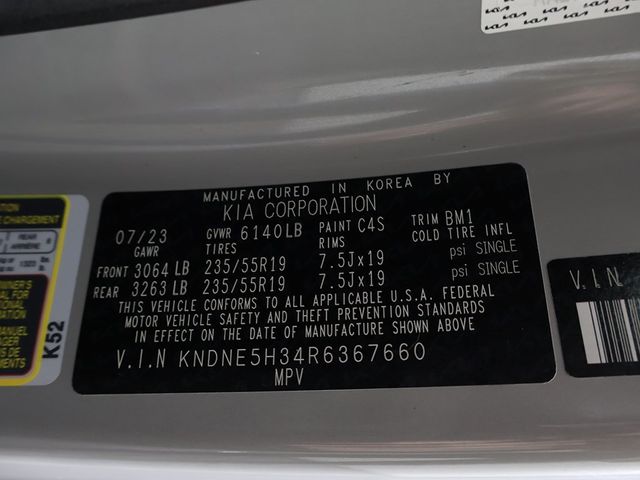 MANUFACTURED IN KOREA BY
KIA CORPORATION
07/23 GVWR 6140LB PAINT C4S TRIM BM1
GAWR TIRES RIMS COLD TIRE INFL
FRONT 3064 LB 235/55R19 7.5Jx19 psi SINGLE
REAR 3263 LB 235/55R19 7.5Jx19 psi SINGLE
THIS VEHICLE CONFORMS TO ALL APPLICABLE U.S.A. FEDERAL
MOTOR VEHICLE SAFETY AND THEFT PREVENTION STANDARDS
IN EFFECT ON THE DATE OF MANUFACTURE SHOWN ABOVE
V.I.N KNDNE5H34R6367660
MPV
K52
REAR
ARRIÈRE
MANUEL
V.I.N.